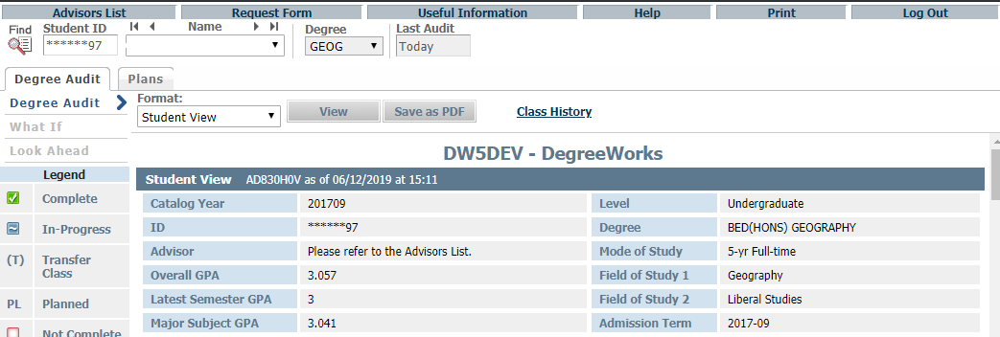 Advisors List Request Form Useful Information Help Print Log Out
Find Student ID Name Degree Last Audit
******97 GEOG Today
Degree Audit Plans
Degree Audit
What If
Look Ahead
Format:
Student View View Save as PDF Class History
Legend
Complete
In-Progress
(T) Transfer
Class
PL Planned
Not Complete
DW5DEV - DegreeWorks
Student View AD830H0V as of 06/12/2019 at 15:11
Catalog Year 201709 Level Undergraduate
ID ******97 Degree BED(HONS) GEOGRAPHY
Advisor Please refer to the Advisors List. Mode of Study 5-yr Full-time
Overall GPA 3.057 Field of Study 1 Geography
Latest Semester GPA 3 Field of Study 2 Liberal Studies
Major Subject GPA 3.041 Admission Term 2017-09